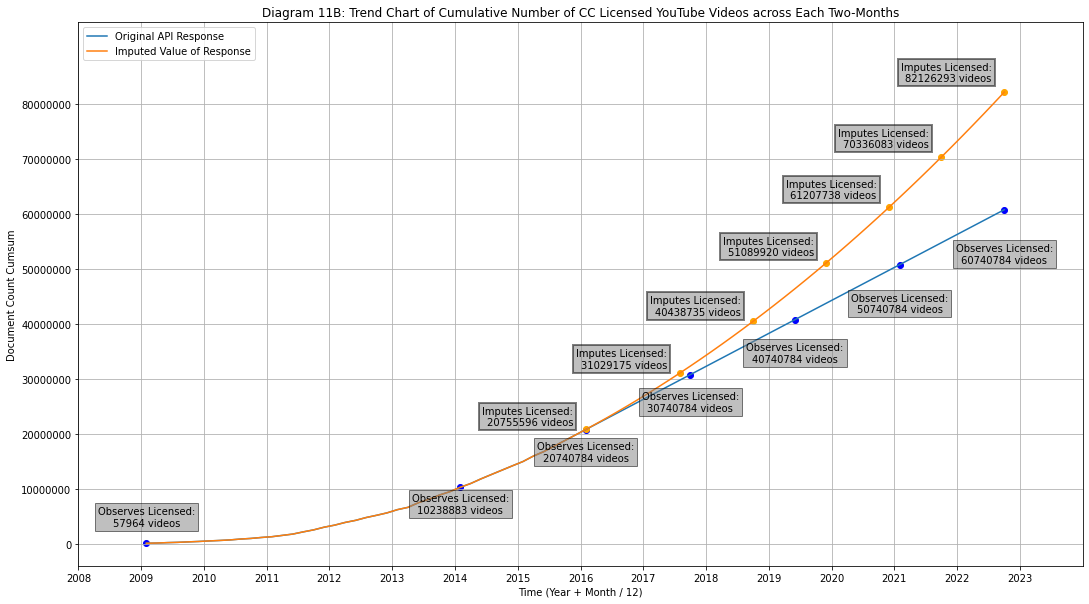 Diagram 11B: Trend Chart of Cumulative Number of CC Licensed YouTube Videos across Each Two-Months
Original API Response
Imputed Value of Response
Document Count Cumsum
80000000
70000000
60000000
50000000
40000000
30000000
20000000
10000000
0
Imputes Licensed:
82126293 videos
Imputes Licensed:
70336083 videos
Imputes Licensed:
61207738 videos
Imputes Licensed:
51089920 videos
Imputes Licensed:
40438735 videos
Imputes Licensed:
31029175 videos
Imputes Licensed:
20755596 videos
Observes Licensed:
60740784 videos
Observes Licensed:
50740784 videos
Observes Licensed:
40740784 videos
Observes Licensed:
30740784 videos
Observes Licensed:
20740784 videos
Observes Licensed:
10238883 videos
Observes Licensed:
57964 videos
2008 2009 2010 2011 2012 2013 2014 2015 2016 2017 2018 2019 2020 2021 2022 2023
Time (Year + Month / 12)